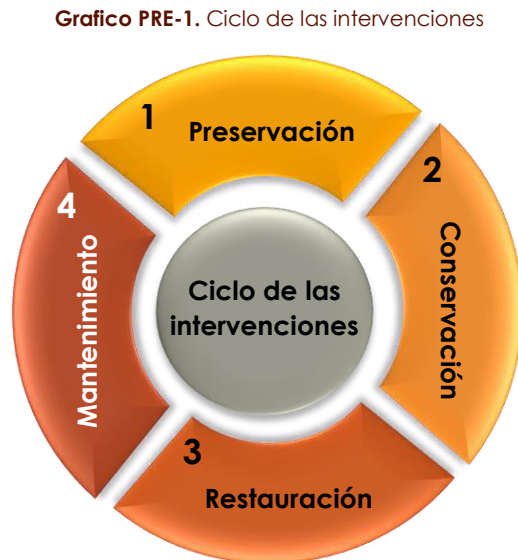 Grafico PRE-1. Ciclo de las intervenciones
1
Preservación
2
Conservación
3
Restauración
4
Mantenimiento
Ciclo de las
intervenciones